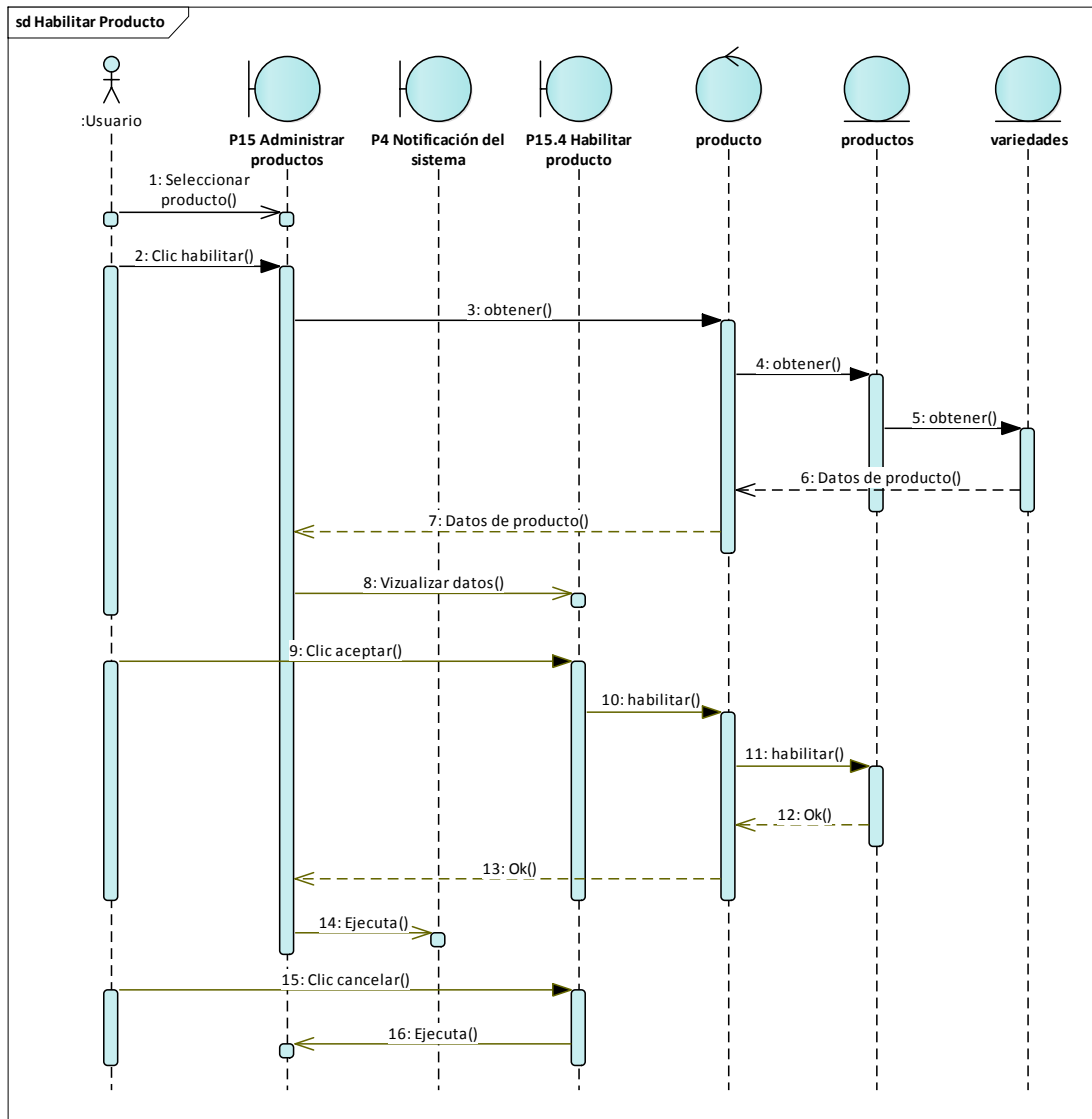 sd Habilitar Producto
:Usuario
P15 Administrar
productos
P4 Notificación del
sistema
P15.4 Habilitar
producto
producto
productos
variedades
1: Seleccionar
producto()
2: Clic habilitar()
3: obtener()
4: obtener()
5: obtener()
6: Datos de producto()
7: Datos de producto()
8: Vizualizar datos()
9: Clic aceptar()
10: habilitar()
11: habilitar()
12: Ok()
13: Ok()
14: Ejecuta()
15: Clic cancelar()
16: Ejecuta()